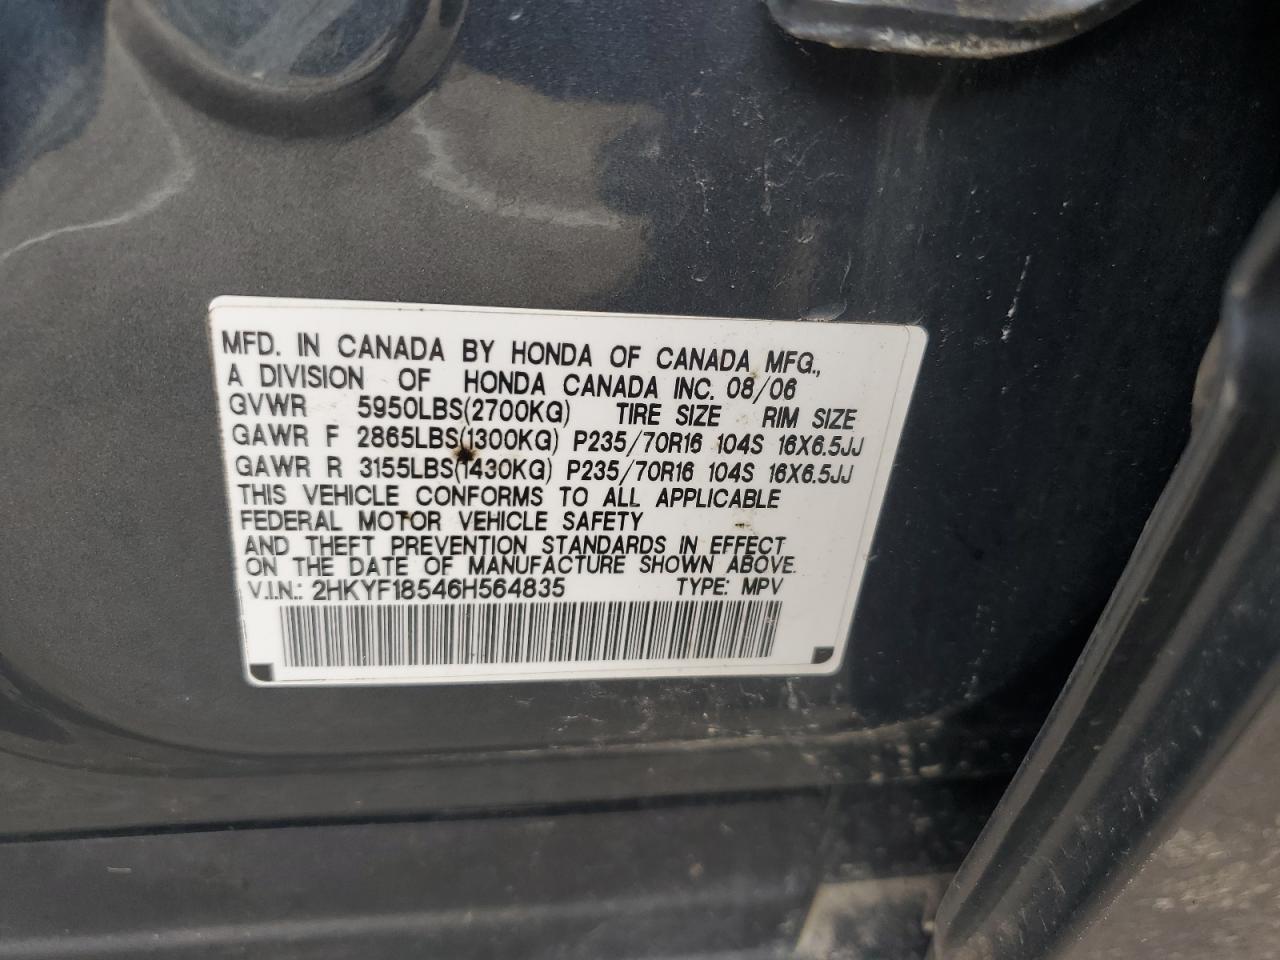 MFD. IN CANADA BY HONDA OF CANADA MFG.,
A DIVISION OF HONDA CANADA INC. 08/06
GVWR 5950LBS(2700KG) TIRE SIZE RIM SIZE
GAWR F 2865LBS(1300KG) P235/70R16 104S 16X6.5JJ
GAWR R 3155LBS(1430KG) P235/70R16 104S 16X6.5JJ
THIS VEHICLE CONFORMS TO ALL APPLICABLE
FEDERAL MOTOR VEHICLE SAFETY
AND THEFT PREVENTION STANDARDS IN EFFECT
ON THE DATE OF MANUFACTURE SHOWN ABOVE.
V.I.N.: 2HKYF18546H564835 TYPE: MPV